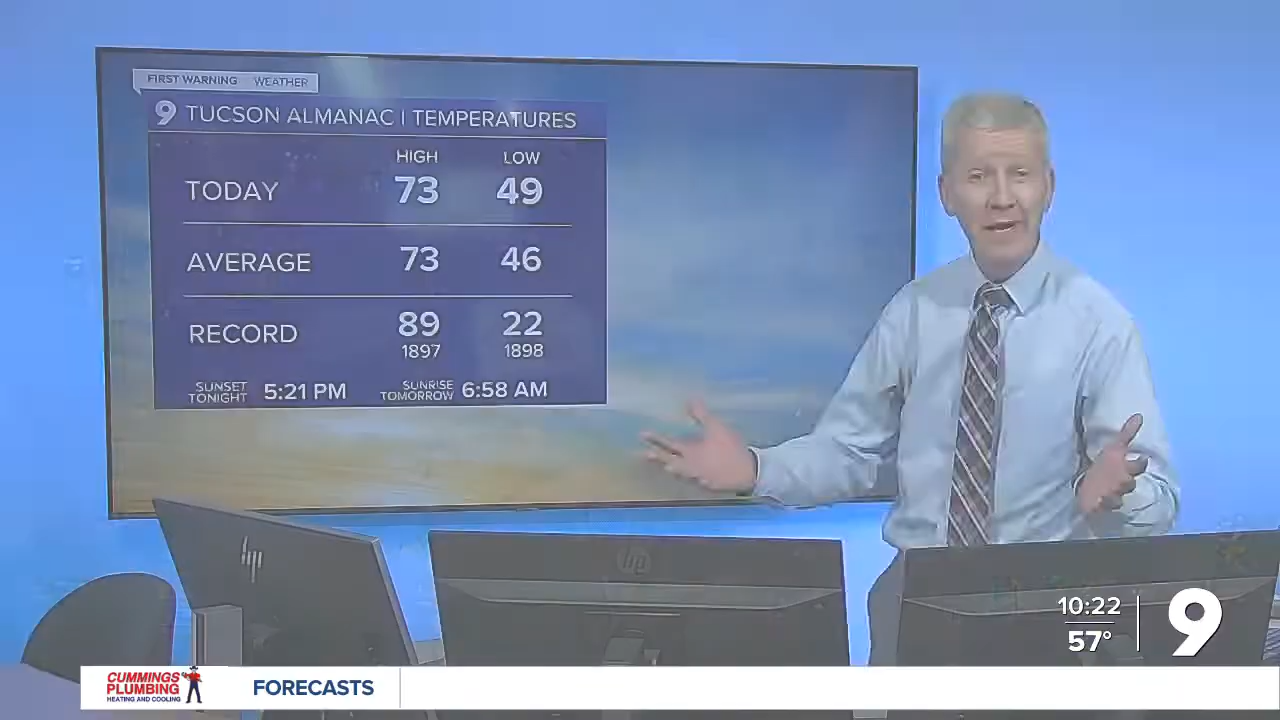 FIRST WARNING WEATHER
9 TUCSON ALMANAC | TEMPERATURES
HIGH LOW
TODAY 73 49
AVERAGE 73 46
RECORD 89 22
1897 1898
SUNSET TONIGHT 5:21 PM SUNRISE TOMORROW 6:58 AM
hp
hp
10:22
57°
9
CUMMINGS
PLUMBING
HEATING AND COOLING
FORECASTS